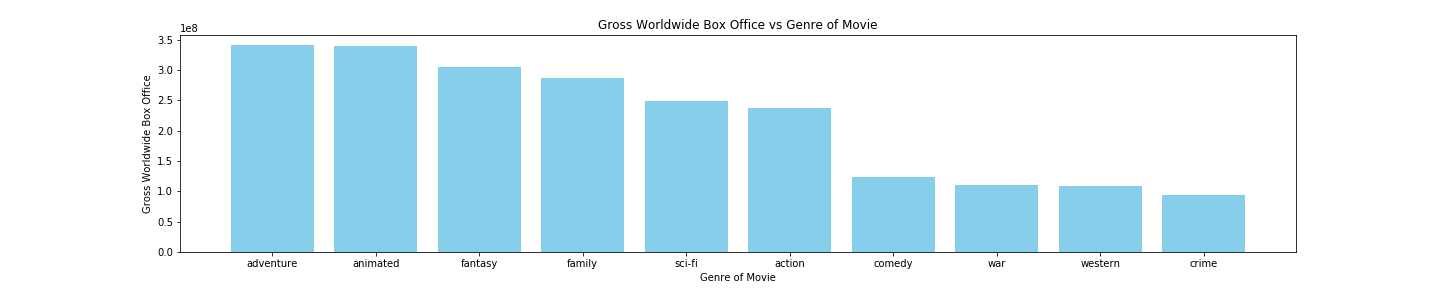 Gross Worldwide Box Office vs Genre of Movie
1e8
3.5
3.0
2.5
2.0
1.5
1.0
0.5
0.0
Gross Worldwide Box Office
adventure animated fantasy family sci-fi action comedy war western crime
Genre of Movie